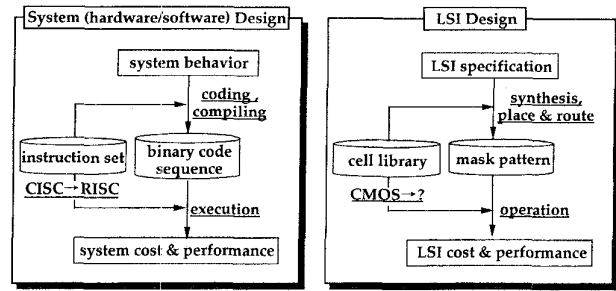 System (hardware/software) Design
system behavior
coding,
compiling
instruction set
binary code
sequence
CISC→RISC
execution
system cost & performance
LSI Design
LSI specification
synthesis,
place & route
cell library
mask pattern
CMOS→?
operation
LSI cost & performance